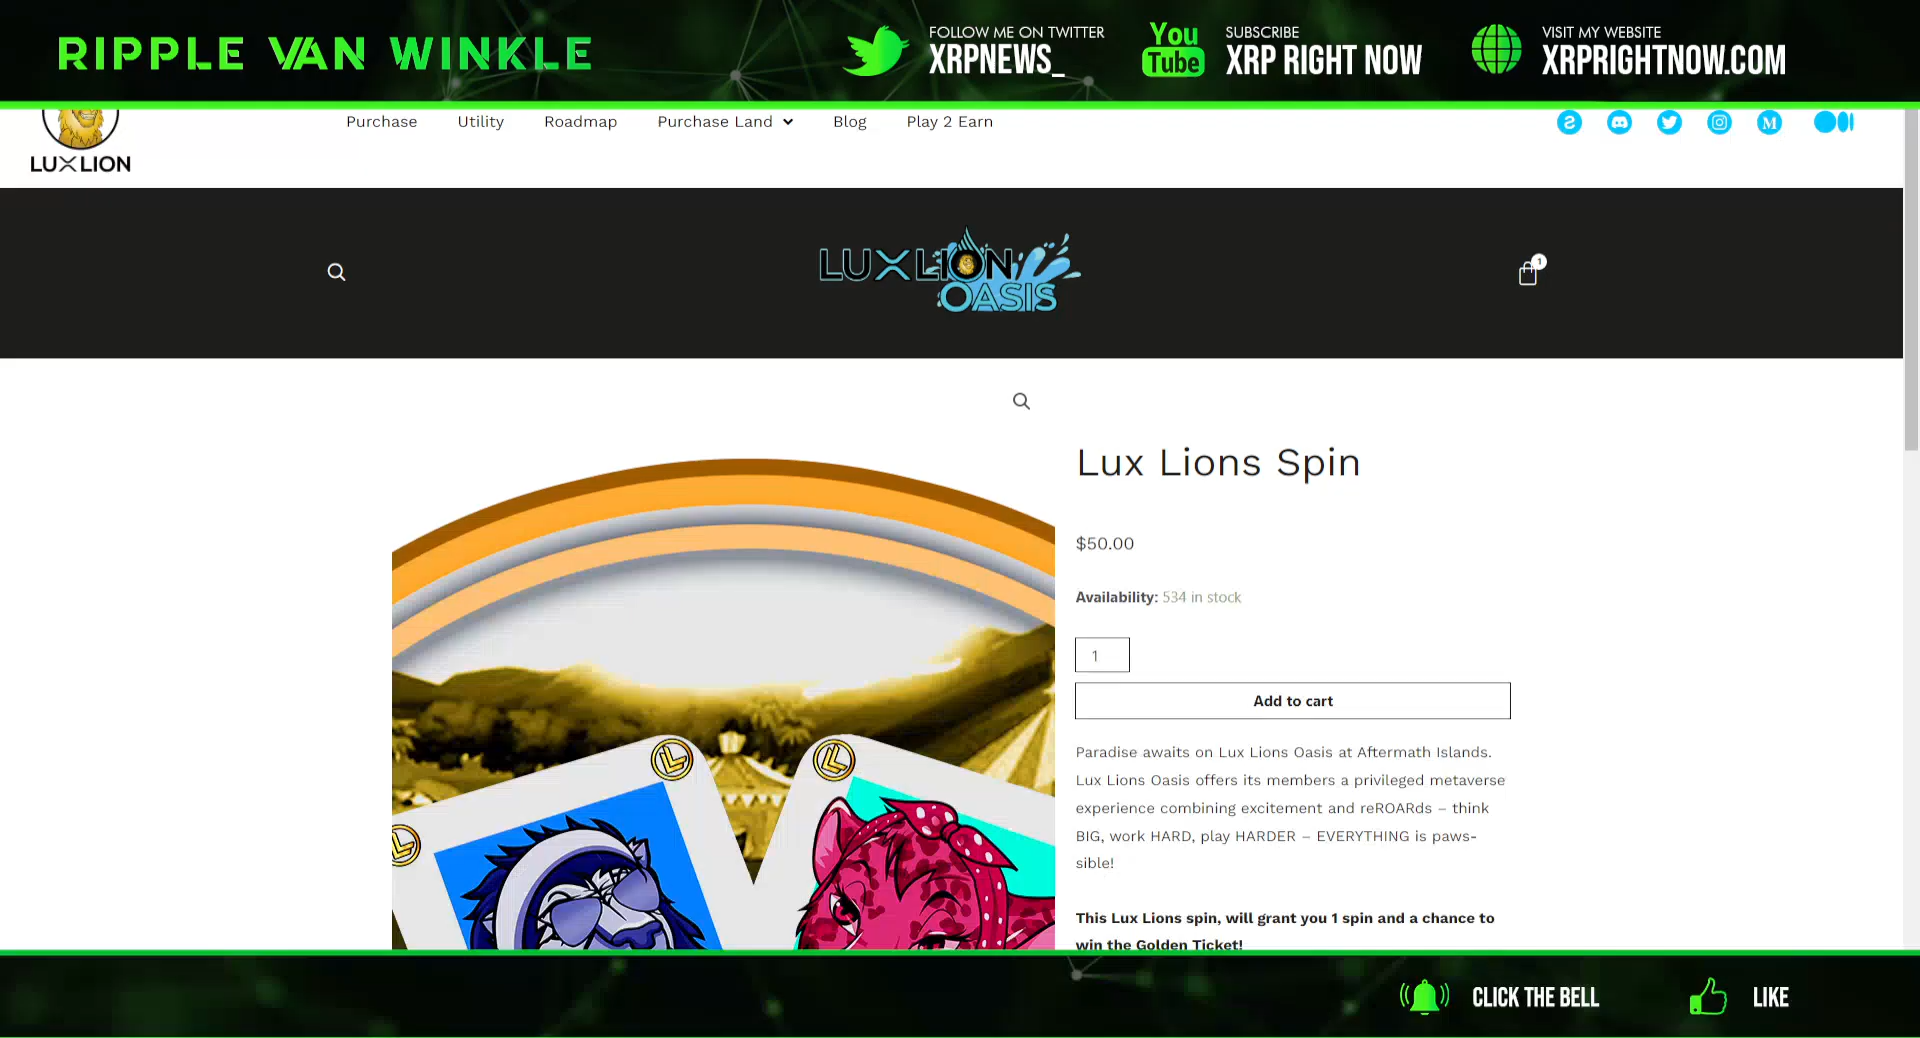 RIPPLE VAN WINKLE
FOLLOW ME ON TWITTER
XRPNEWS_
You
Tube
SUBSCRIBE
XRP RIGHT NOW
VISIT MY WEBSITE
XRPRIGHTNOW.COM
LUXLION
Purchase
Utility
Roadmap
Purchase Land
Blog
Play 2 Earn
M
LUXLION
OASIS
1
Lux Lions Spin
$50.00
Availability: 534 in stock
1
Add to cart
Paradise awaits on Lux Lions Oasis at Aftermath Islands.
Lux Lions Oasis offers its members a privileged metaverse
experience combining excitement and reROARds – think
BIG, work HARD, play HARDER – EVERYTHING is paws-
sible!
This Lux Lions spin, will grant you 1 spin and a chance to
win the Golden Ticket!
CLICK THE BELL
LIKE